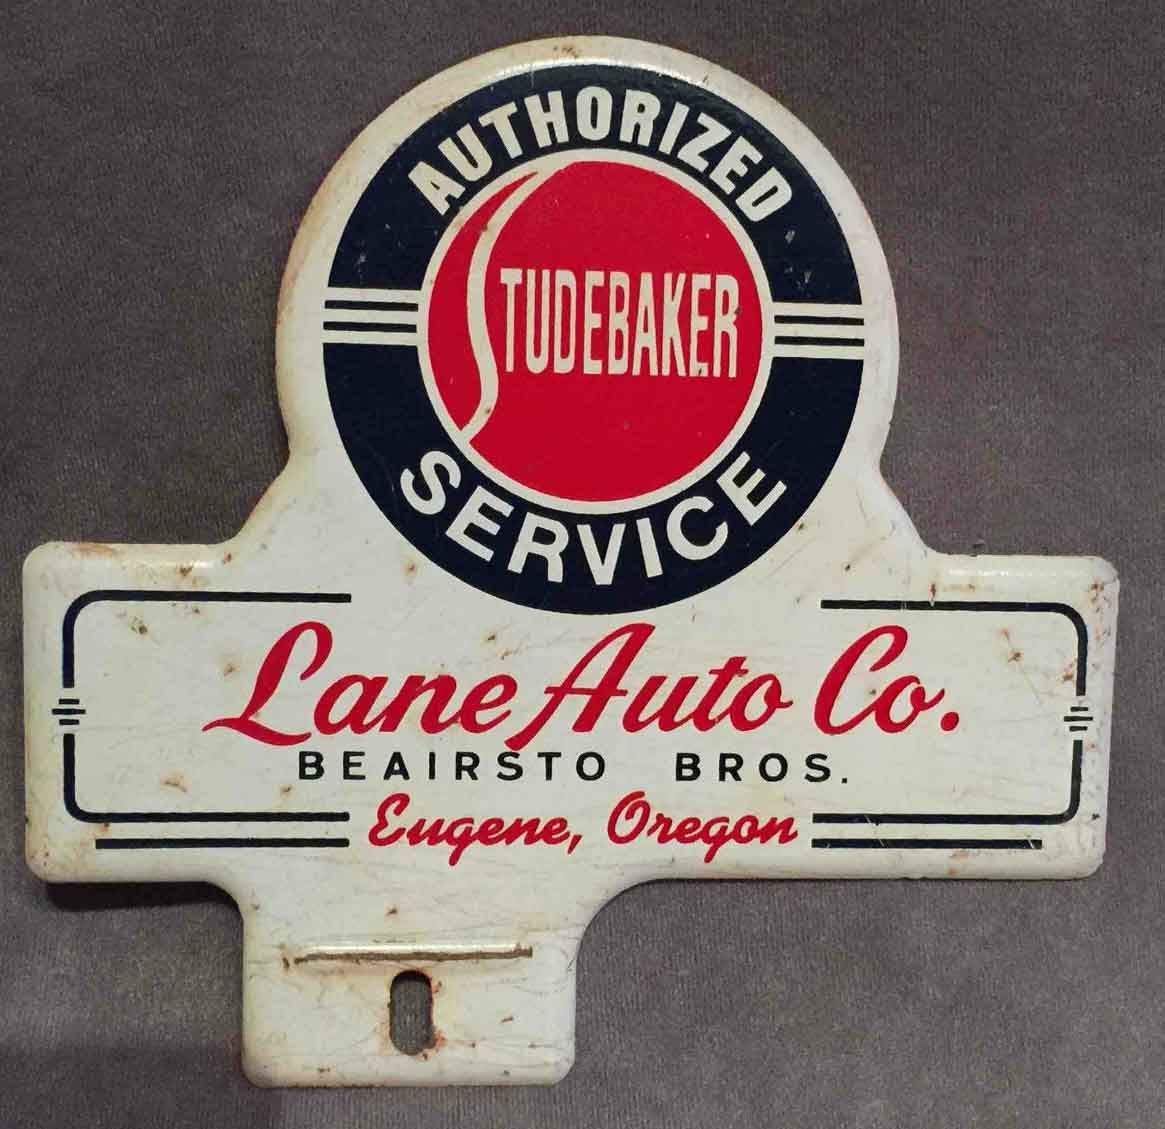 AUTHORIZED
STUDEBAKER
SERVICE
Lane Auto Co.
BEAIRSTO BROS.
Eugene, Oregon